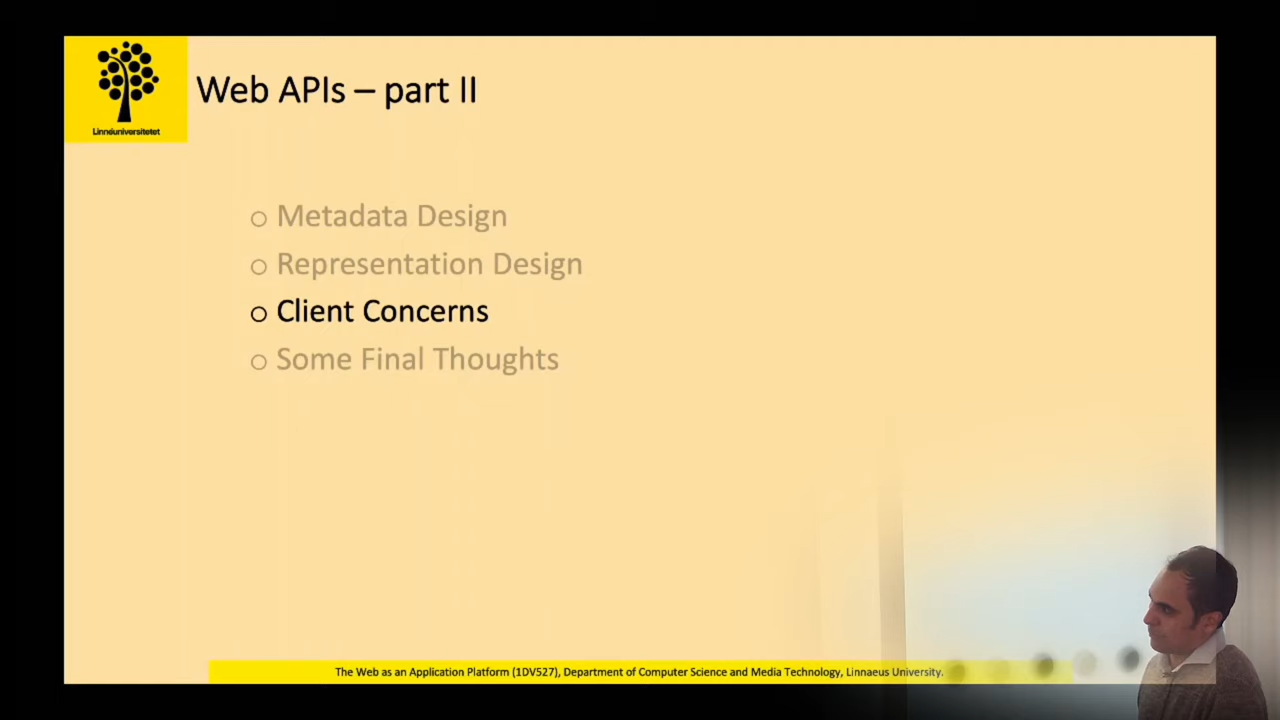 Linnéuniversitetet
Web APIs – part II
o Metadata Design
o Representation Design
o Client Concerns
o Some Final Thoughts
The Web as an Application Platform (1DV527), Department of Computer Science and Media Technology, Linnaeus University.